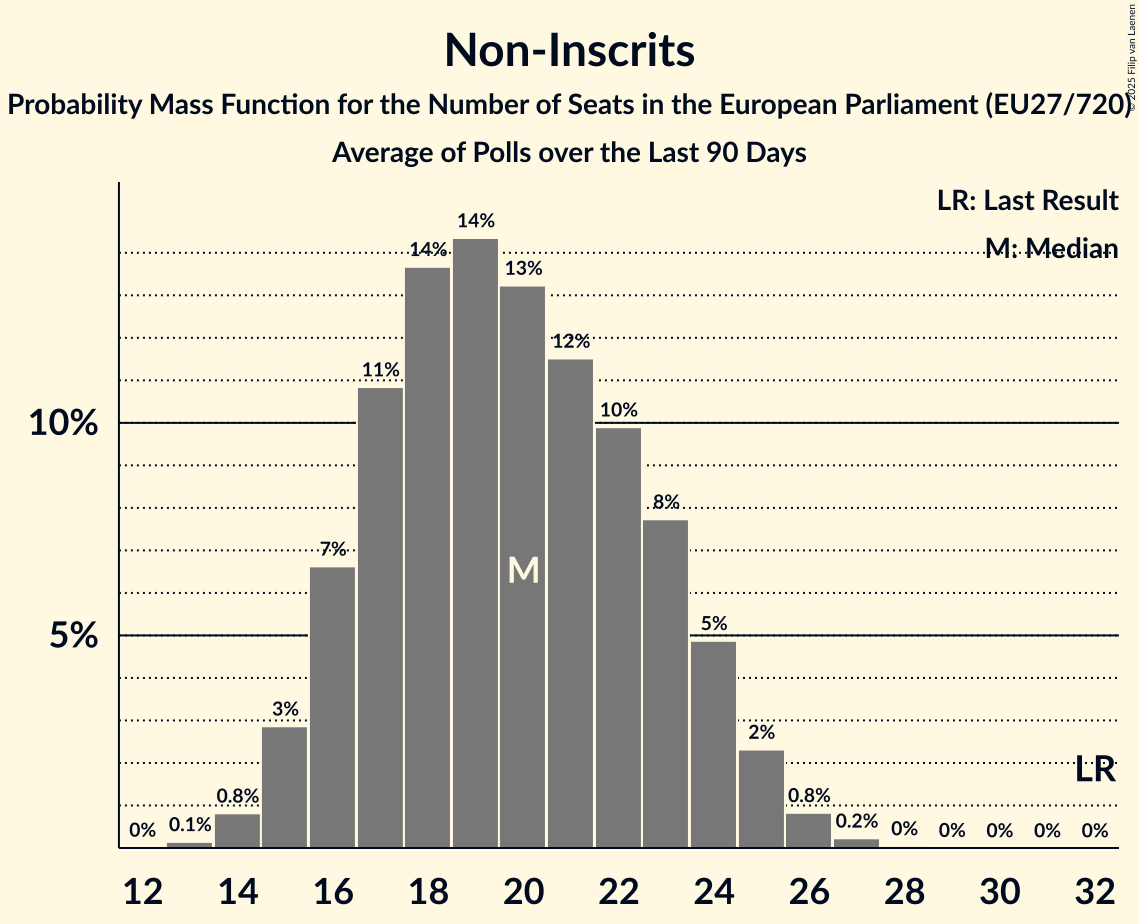 Non-Inscrits
Probability Mass Function for the Number of Seats in the European Parliament (EU27/720)
Average of Polls over the Last 90 Days
© 2025 Filip van Laenen
LR: Last Result
M: Median
10%
5%
0%
0.1%
0.8%
3%
7%
11%
14%
14%
13%
12%
10%
8%
5%
2%
0.8%
0.2%
0%
0%
0%
0%
0%
M
LR
12 14 16 18 20 22 24 26 28 30 32